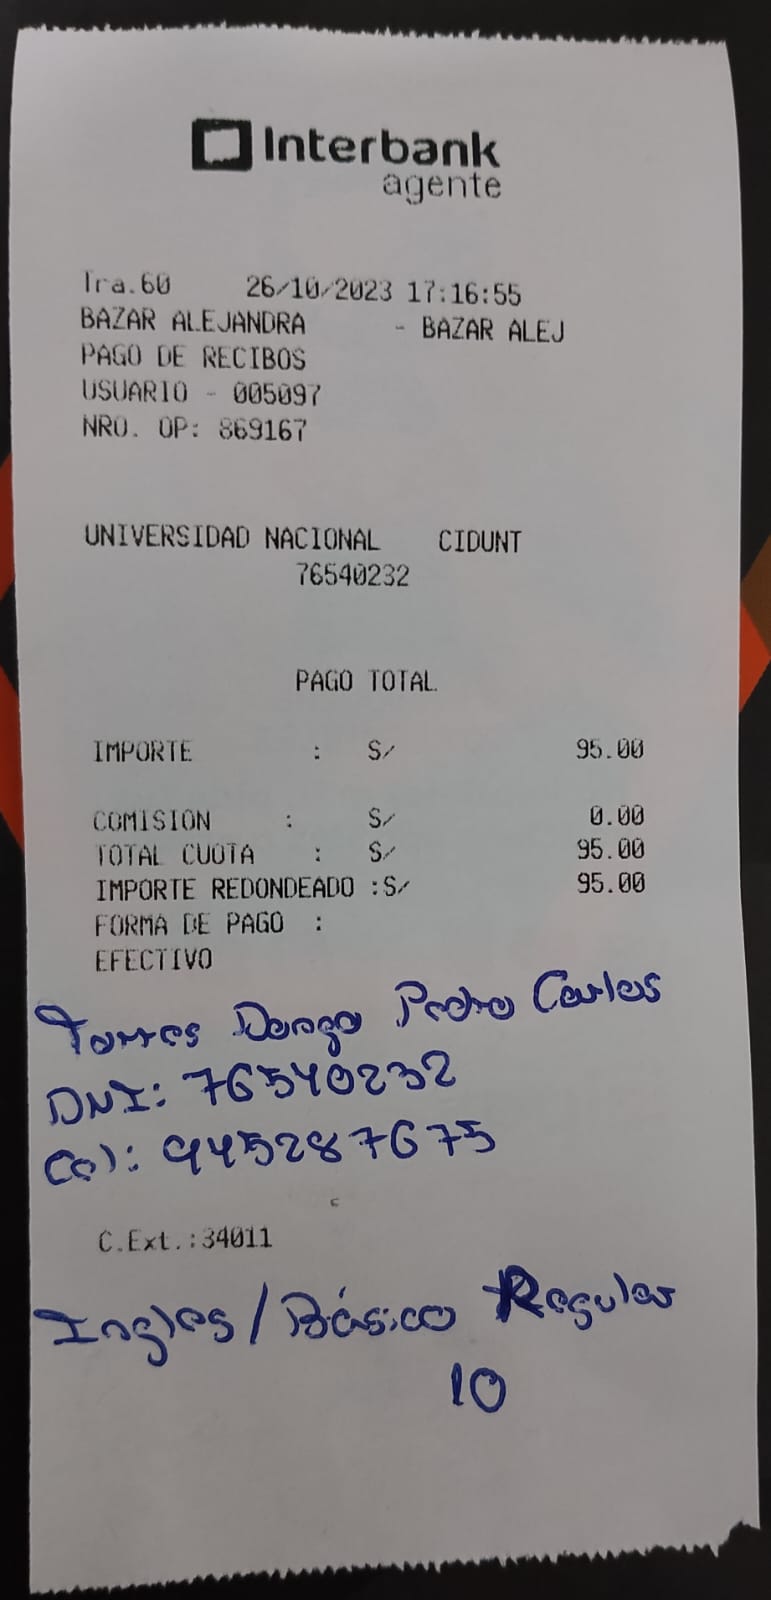 Interbank
agente
Tra.60 26/10/2023 17:16:55
BAZAR ALEJANDRA - BAZAR ALEJ
PAGO DE RECIBOS
USUARIO - 005097
NRO. OP: 869167
UNIVERSIDAD NACIONAL CIDUNT
76540232
PAGO TOTAL
IMPORTE : S/ 95.00
COMISION : S/ 0.00
TOTAL CUOTA : S/ 95.00
IMPORTE REDONDEADO :S/ 95.00
FORMA DE PAGO :
EFECTIVO
Torres Dongo Pedro Carlos
DNI: 76540232
Cel: 945287675
C.Ext.:34011
Ingles/Básico Regular
10